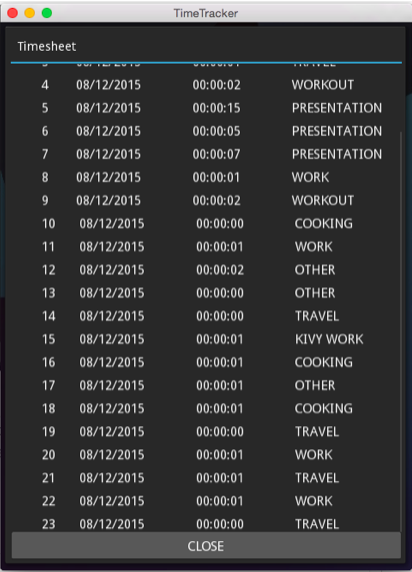 TimeTracker
Timesheet
4 08/12/2015 00:00:02 WORKOUT
5 08/12/2015 00:00:15 PRESENTATION
6 08/12/2015 00:00:05 PRESENTATION
7 08/12/2015 00:00:07 PRESENTATION
8 08/12/2015 00:00:01 WORK
9 08/12/2015 00:00:02 WORKOUT
10 08/12/2015 00:00:00 COOKING
11 08/12/2015 00:00:01 WORK
12 08/12/2015 00:00:02 OTHER
13 08/12/2015 00:00:00 OTHER
14 08/12/2015 00:00:00 TRAVEL
15 08/12/2015 00:00:01 KIVY WORK
16 08/12/2015 00:00:01 COOKING
17 08/12/2015 00:00:01 OTHER
18 08/12/2015 00:00:01 COOKING
19 08/12/2015 00:00:00 TRAVEL
20 08/12/2015 00:00:01 WORK
21 08/12/2015 00:00:01 TRAVEL
22 08/12/2015 00:00:01 WORK
23 08/12/2015 00:00:00 TRAVEL
CLOSE